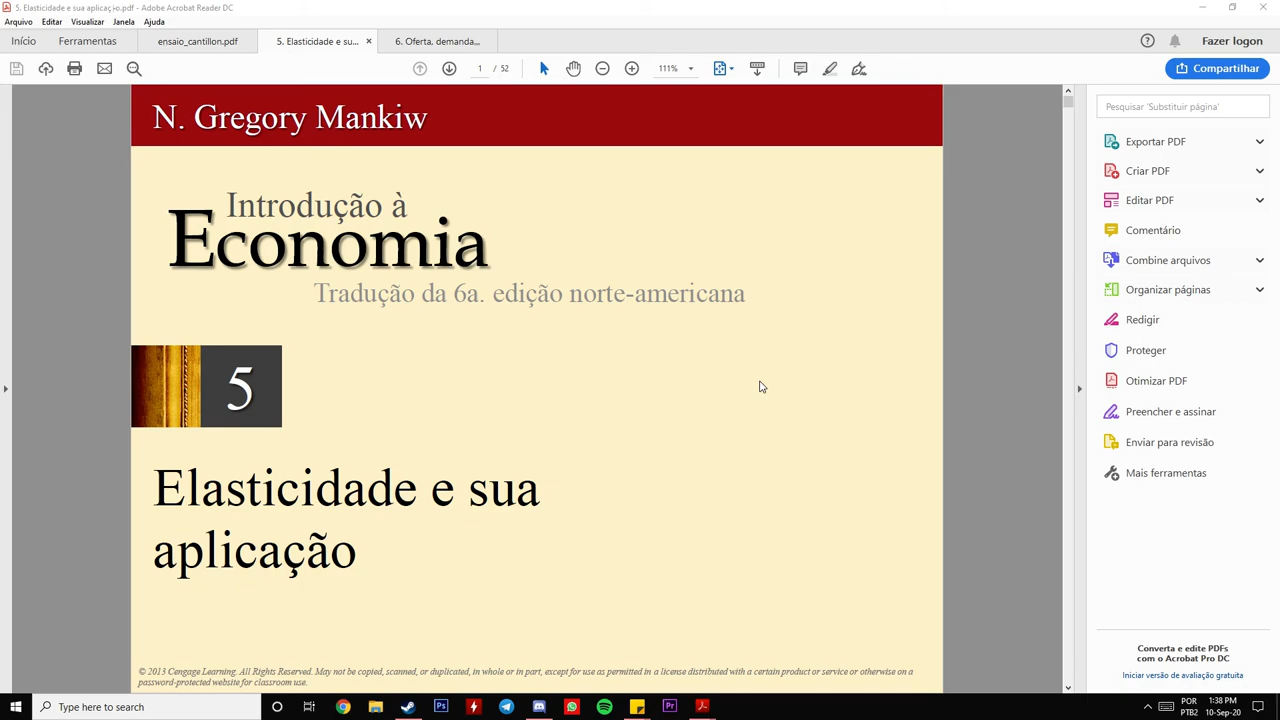 5. Elasticidade e sua aplicaç╞o.pdf - Adobe Acrobat Reader DC
Arquivo Editar Visualizar Janela Ajuda
Início Ferramentas ensaio_cantillon.pdf 5. Elasticidade e su... × 6. Oferta, demanda... Fazer logon
1 / 52 111% Compartilhar
N. Gregory Mankiw
Introdução à
Economia
Tradução da 6a. edição norte-americana
5
Elasticidade e sua
aplicação
© 2013 Cengage Learning. All Rights Reserved. May not be copied, scanned, or duplicated, in whole or in part, except for use as permitted in a license distributed with a certain product or service or otherwise on a
password-protected website for classroom use.
Pesquisar 'Substituir página'
Exportar PDF
Criar PDF
Editar PDF
Comentário
Combine arquivos
Organizar páginas
Redigir
Proteger
Otimizar PDF
Preencher e assinar
Enviar para revisão
Mais ferramentas
Converta e edite PDFs
com o Acrobat Pro DC
Iniciar versão de avaliação gratuita
Type here to search
Ps
Pr
POR
PTB2
1:38 PM
10-Sep-20